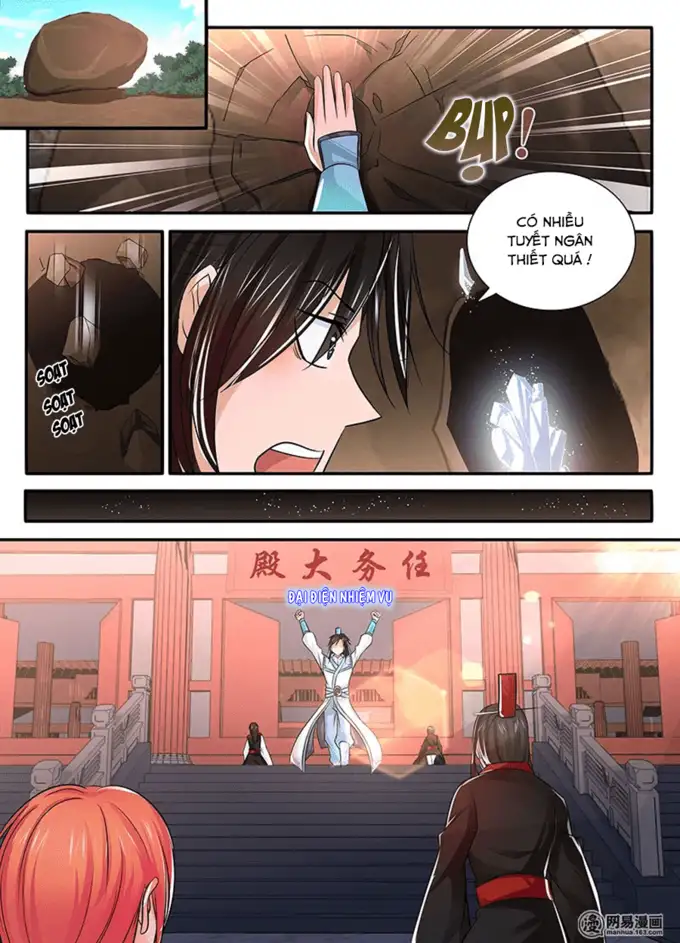 BỤP!
CÓ NHIỀU
TUYẾT NGÂN
THIẾT QUÁ !
SOẠT
SOẠT
SOẠT
殿大务任
ĐẠI ĐIỆN NHIỆM VỤ
网易漫画
manhua.163.com